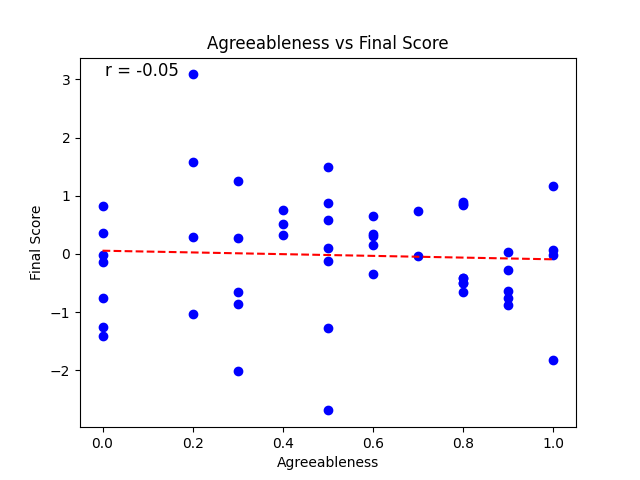 Agreeableness vs Final Score
r = -0.05
3
2
1
0
−1
−2
Final Score
0.0 0.2 0.4 0.6 0.8 1.0
Agreeableness